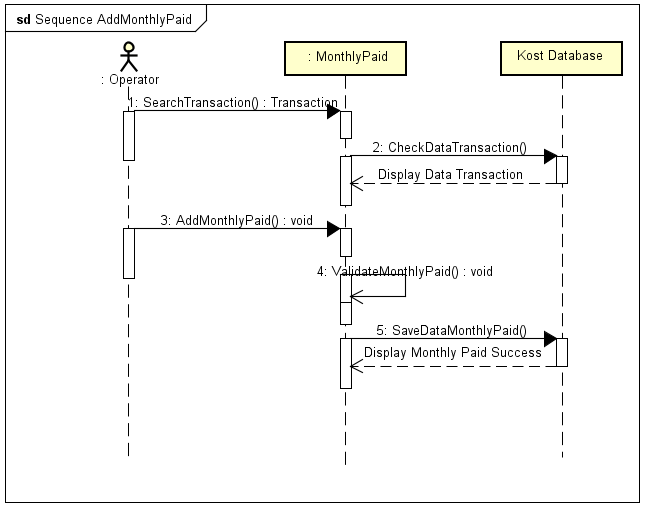 sd Sequence AddMonthlyPaid
: Operator
: MonthlyPaid
Kost Database
1: SearchTransaction() : Transaction
2: CheckDataTransaction()
Display Data Transaction
3: AddMonthlyPaid() : void
4: ValidateMonthlyPaid() : void
5: SaveDataMonthlyPaid()
Display Monthly Paid Success